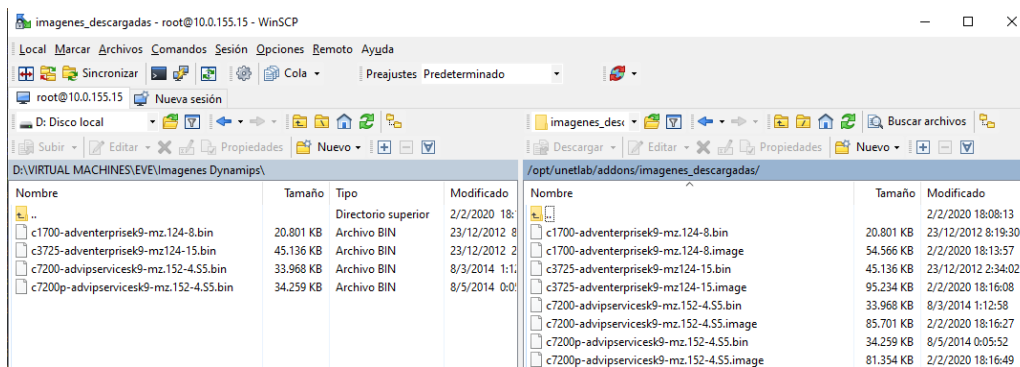 imagenes_descargadas - root@10.0.155.15 - WinSCP
Local Marcar Archivos Comandos Sesión Opciones Remoto Ayuda
Sincronizar Cola Preajustes Predeterminado
root@10.0.155.15 Nueva sesión
D: Disco local imagenes_desc Buscar archivos
Subir Editar Propiedades Nuevo Descargar Editar Propiedades Nuevo
D:\VIRTUAL MACHINES\EVE\Imagenes Dynamips\ /opt/unetlab/addons/imagenes_descargadas/
Nombre Tamaño Tipo Modificado Nombre Tamaño Modificado
.. Directorio superior 2/2/2020 18: .. 2/2/2020 18:08:13
c1700-adventerprisek9-mz.124-8.bin 20.801 KB Archivo BIN 23/12/2012 8 c1700-adventerprisek9-mz.124-8.bin 20.801 KB 23/12/2012 8:19:30
c3725-adventerprisek9-mz124-15.bin 45.136 KB Archivo BIN 23/12/2012 2 c1700-adventerprisek9-mz.124-8.image 54.566 KB 2/2/2020 18:13:57
c7200-advipservicesk9-mz.152-4.S5.bin 33.968 KB Archivo BIN 8/3/2014 1:1 c3725-adventerprisek9-mz124-15.bin 45.136 KB 23/12/2012 2:34:02
c7200p-advipservicesk9-mz.152-4.S5.bin 34.259 KB Archivo BIN 8/5/2014 0:0 c3725-adventerprisek9-mz124-15.image 95.234 KB 2/2/2020 18:16:08
c7200-advipservicesk9-mz.152-4.S5.bin 33.968 KB 8/3/2014 1:12:58
c7200-advipservicesk9-mz.152-4.S5.image 85.701 KB 2/2/2020 18:16:27
c7200p-advipservicesk9-mz.152-4.S5.bin 34.259 KB 8/5/2014 0:05:52
c7200p-advipservicesk9-mz.152-4.S5.image 81.354 KB 2/2/2020 18:16:49